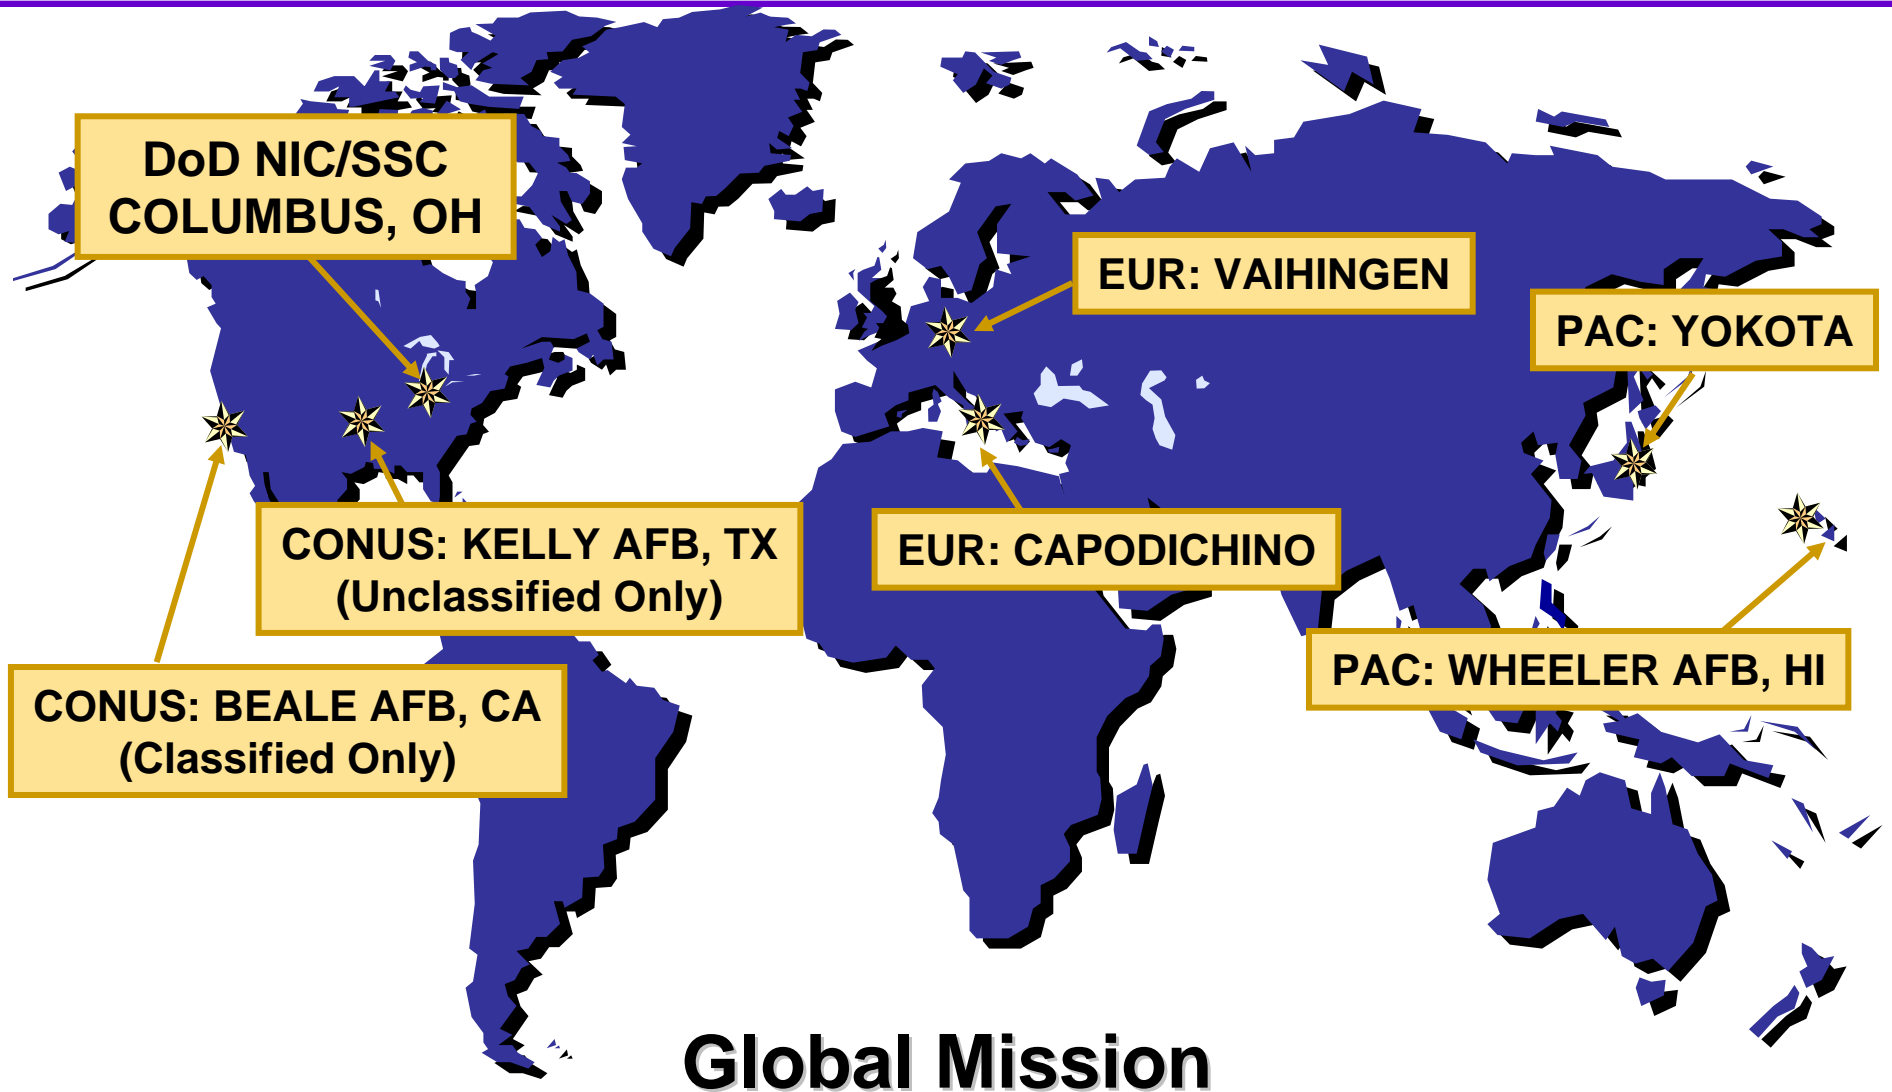 DoD NIC/SSC
COLUMBUS, OH
EUR: VAIHINGEN
PAC: YOKOTA
CONUS: KELLY AFB, TX
(Unclassified Only)
EUR: CAPODICHINO
PAC: WHEELER AFB, HI
CONUS: BEALE AFB, CA
(Classified Only)
Global Mission